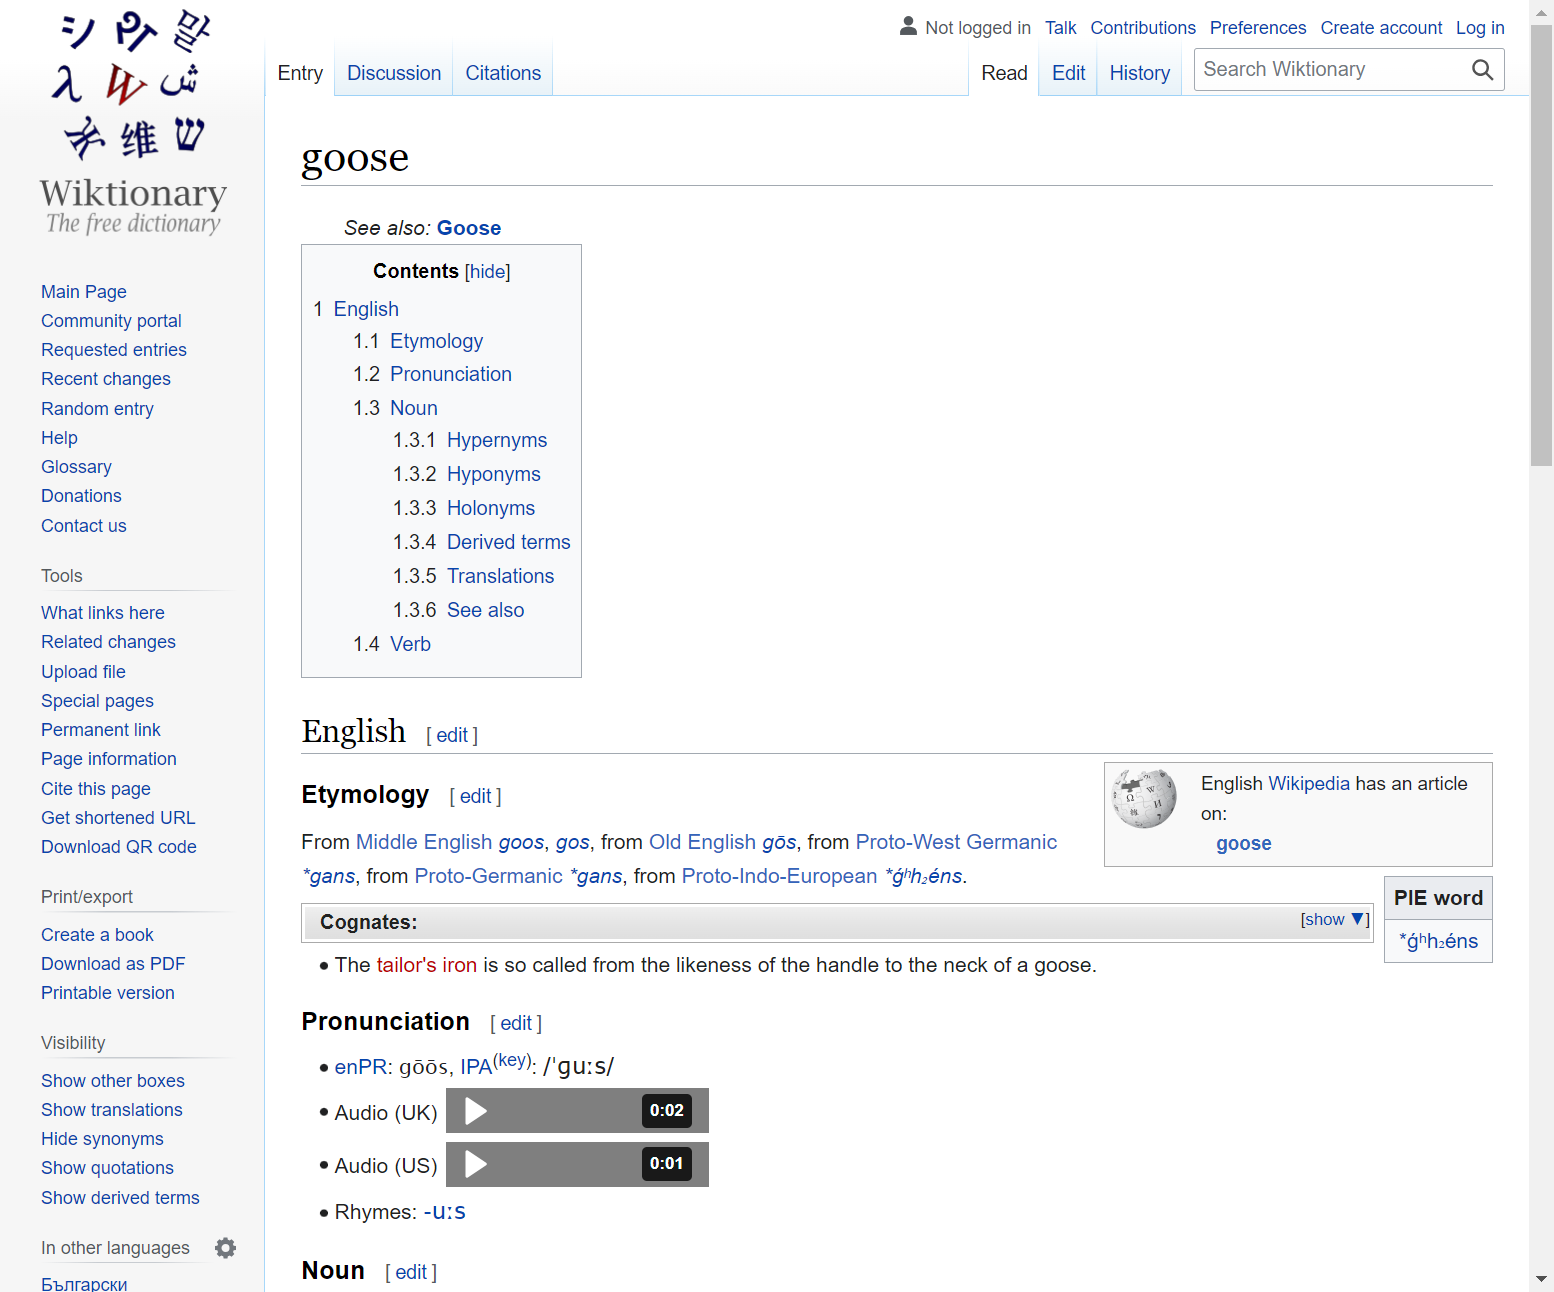 シ
말
λ
W
ش
维
ש
Wiktionary
The free dictionary
Main Page
Community portal
Requested entries
Recent changes
Random entry
Help
Glossary
Donations
Contact us
Tools
What links here
Related changes
Upload file
Special pages
Permanent link
Page information
Cite this page
Get shortened URL
Download QR code
Print/export
Create a book
Download as PDF
Printable version
Visibility
Show other boxes
Show translations
Hide synonyms
Show quotations
Show derived terms
In other languages
Български
Not logged in Talk Contributions Preferences Create account Log in
Entry Discussion Citations Read Edit History Search Wiktionary
goose
See also: Goose
Contents [hide]
1 English
1.1 Etymology
1.2 Pronunciation
1.3 Noun
1.3.1 Hypernyms
1.3.2 Hyponyms
1.3.3 Holonyms
1.3.4 Derived terms
1.3.5 Translations
1.3.6 See also
1.4 Verb
English [ edit ]
English Wikipedia has an article
on:
goose
PIE word
*ǵʰh₂éns
Etymology [ edit ]
From Middle English goos, gos, from Old English gōs, from Proto-West Germanic
*gans, from Proto-Germanic *gans, from Proto-Indo-European *ǵʰh₂éns.
Cognates: [show ▼]
• The tailor's iron is so called from the likeness of the handle to the neck of a goose.
Pronunciation [ edit ]
• enPR: go͞os, IPA(key): /ˈɡuːs/
• Audio (UK) 0:02
• Audio (US) 0:01
• Rhymes: -uːs
Noun [ edit ]